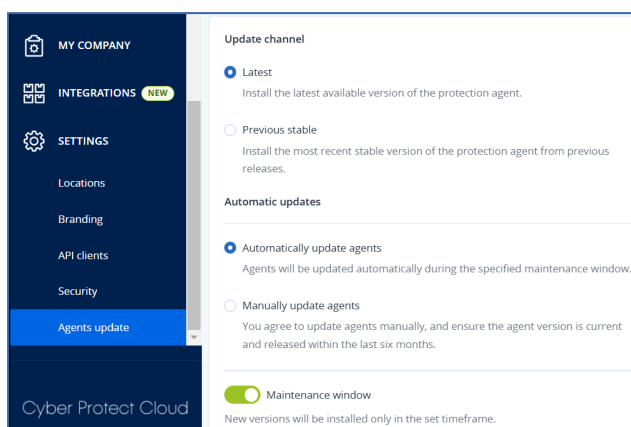 MY COMPANY
INTEGRATIONS NEW
SETTINGS
Locations
Branding
API clients
Security
Agents update
Cyber Protect Cloud
Update channel
Latest
Install the latest available version of the protection agent.
Previous stable
Install the most recent stable version of the protection agent from previous
releases.
Automatic updates
Automatically update agents
Agents will be updated automatically during the specified maintenance window.
Manually update agents
You agree to update agents manually, and ensure the agent version is current
and released within the last six months.
Maintenance window
New versions will be installed only in the set timeframe.